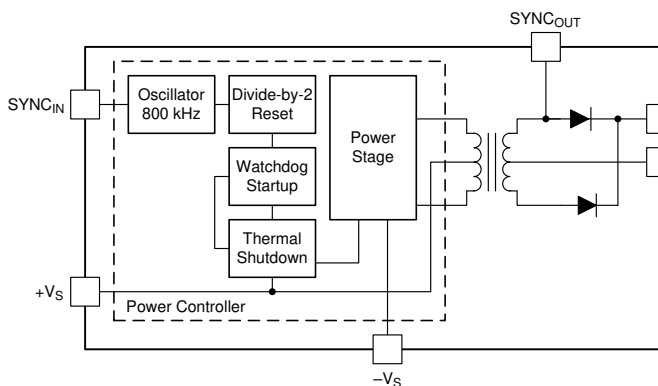 SYNCOUT
SYNCIN
Oscillator
800 kHz
Divide-by-2
Reset
Watchdog
Startup
Thermal
Shutdown
Power
Stage
+VS
Power Controller
−VS